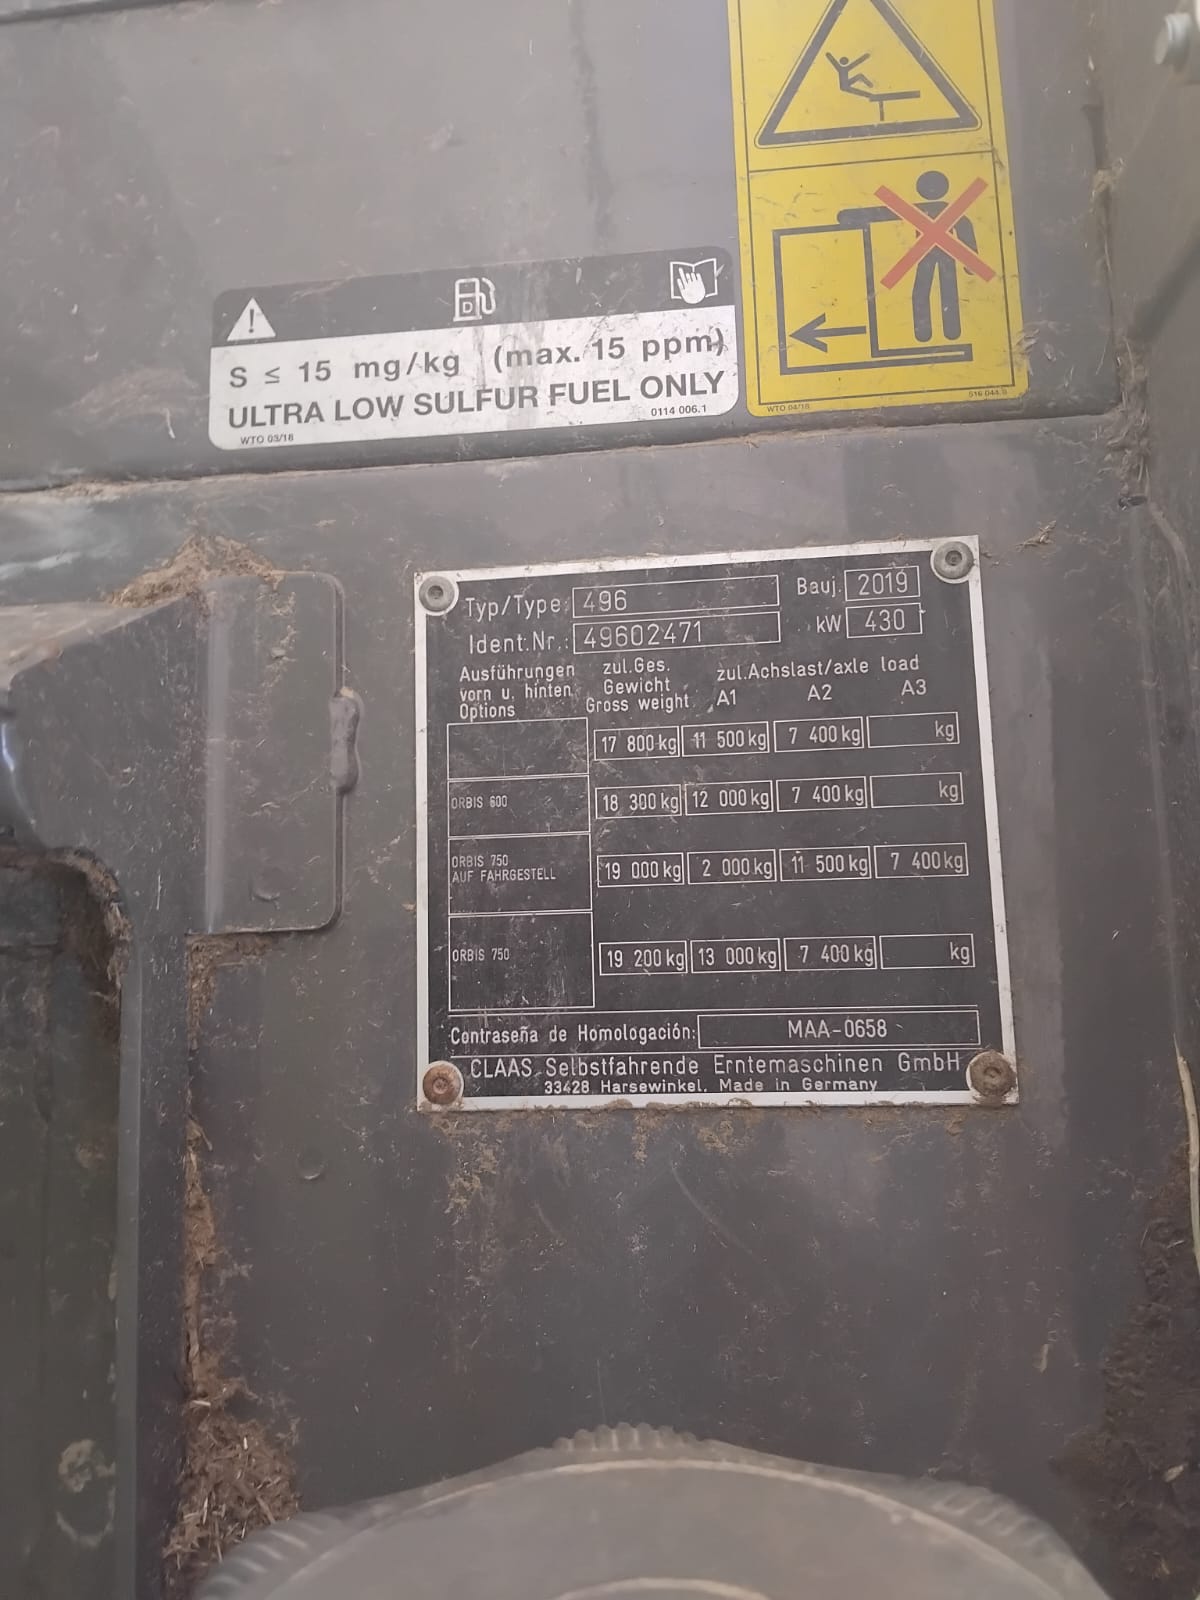 S ≤ 15 mg/kg (max. 15 ppm)
ULTRA LOW SULFUR FUEL ONLY
WTO 03/18
0114 006.1
WTO 04/18
Typ/Type: 496
Bauj. 2019
Ident.Nr.: 49602471
kW 430
Ausführungen vorn u. hinten Options
zul.Ges. Gewicht Gross weight
zul.Achslast/axle load
A1 A2 A3
17 800 kg 11 500 kg 7 400 kg kg
ORBIS 600 18 300 kg 12 000 kg 7 400 kg kg
ORBIS 750 AUF FAHRGESTELL 19 000 kg 2 000 kg 11 500 kg 7 400 kg
ORBIS 750 19 200 kg 13 000 kg 7 400 kg kg
Contraseña de Homologación: MAA-0658
CLAAS Selbstfahrende Erntemaschinen GmbH
33428 Harsewinkel, Made in Germany